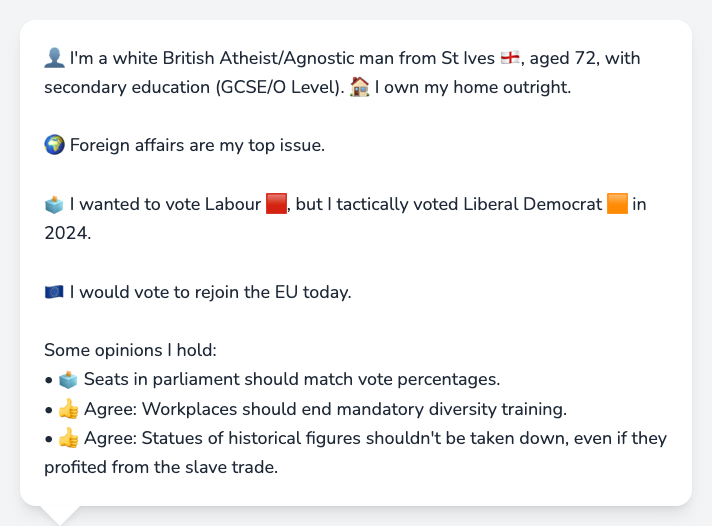 👤 I'm a white British Atheist/Agnostic man from St Ives 🏴󠁧󠁢󠁥󠁮󠁧󠁿, aged 72, with
secondary education (GCSE/O Level). 🏠 I own my home outright.
🌍 Foreign affairs are my top issue.
🗳️ I wanted to vote Labour 🟥, but I tactically voted Liberal Democrat 🟧 in
2024.
🇪🇺 I would vote to rejoin the EU today.
Some opinions I hold:
• 🗳️ Seats in parliament should match vote percentages.
• 👍 Agree: Workplaces should end mandatory diversity training.
• 👍 Agree: Statues of historical figures shouldn't be taken down, even if they
profited from the slave trade.